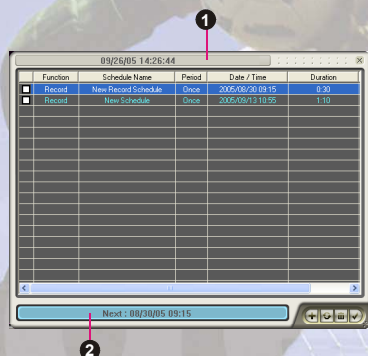 1
09/26/05 14:26:44
Function Schedule Name Period Date / Time Duration
Record New Record Schedule Once 2005/08/30 09:15 0:30
Record New Schedule Once 2005/09/13 10:55 1:10
Next : 08/30/05 09:15
2